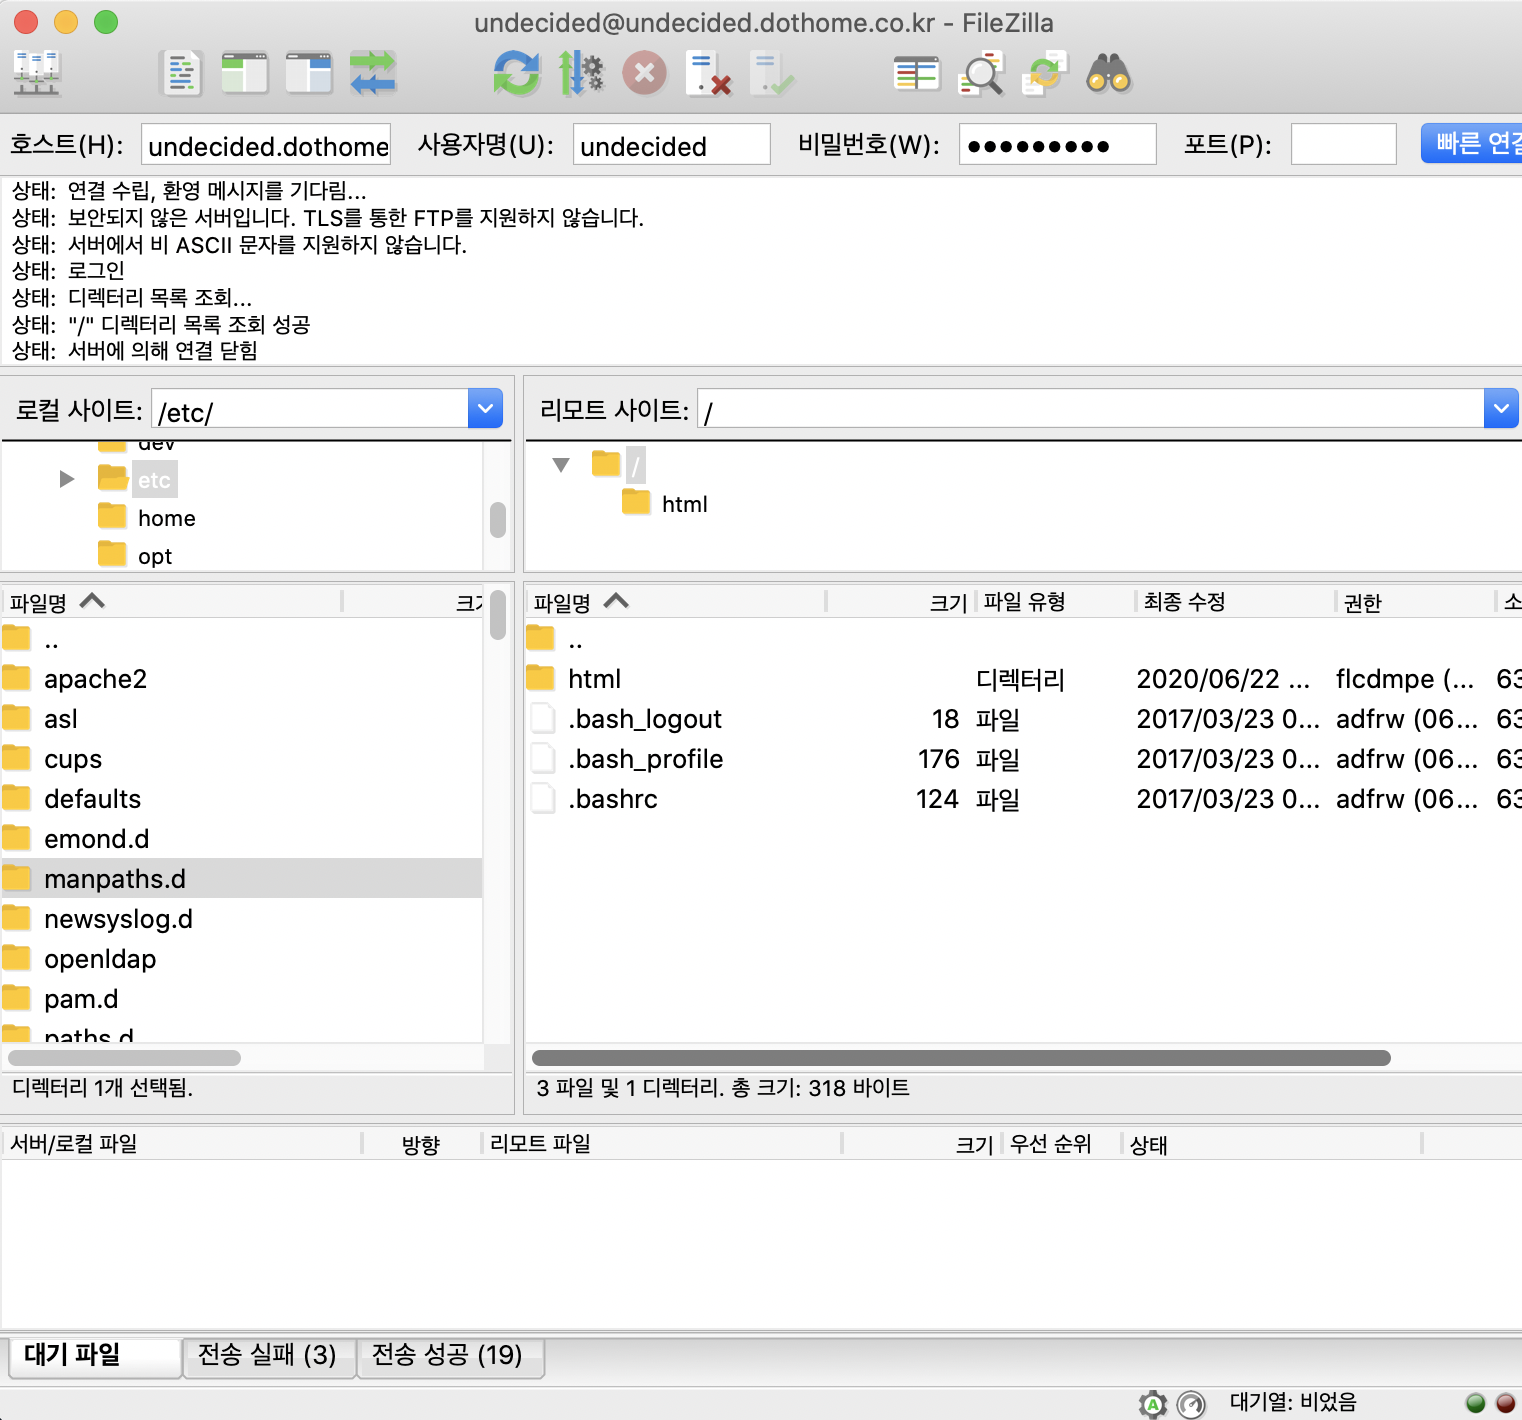 undecided@undecided.dothome.co.kr - FileZilla
호스트(H): undecided.dothome 사용자명(U): undecided 비밀번호(W): ●●●●●●●●● 포트(P): 빠른 연결
상태: 연결 수립, 환영 메시지를 기다림...
상태: 보안되지 않은 서버입니다. TLS를 통한 FTP를 지원하지 않습니다.
상태: 서버에서 비 ASCII 문자를 지원하지 않습니다.
상태: 로그인
상태: 디렉터리 목록 조회...
상태: "/" 디렉터리 목록 조회 성공
상태: 서버에 의해 연결 닫힘
로컬 사이트: /etc/
dev
etc
home
opt
리모트 사이트: /
/
html
파일명 크기
..
apache2
asl
cups
defaults
emond.d
manpaths.d
newsyslog.d
openldap
pam.d
paths.d
디렉터리 1개 선택됨.
파일명 크기 파일 유형 최종 수정 권한 소
..
html 디렉터리 2020/06/22 ... flcdmpe (... 63
.bash_logout 18 파일 2017/03/23 0... adfrw (06... 63
.bash_profile 176 파일 2017/03/23 0... adfrw (06... 63
.bashrc 124 파일 2017/03/23 0... adfrw (06... 63
3 파일 및 1 디렉터리. 총 크기: 318 바이트
서버/로컬 파일 방향 리모트 파일 크기 우선 순위 상태
대기 파일 전송 실패 (3) 전송 성공 (19)
대기열: 비었음